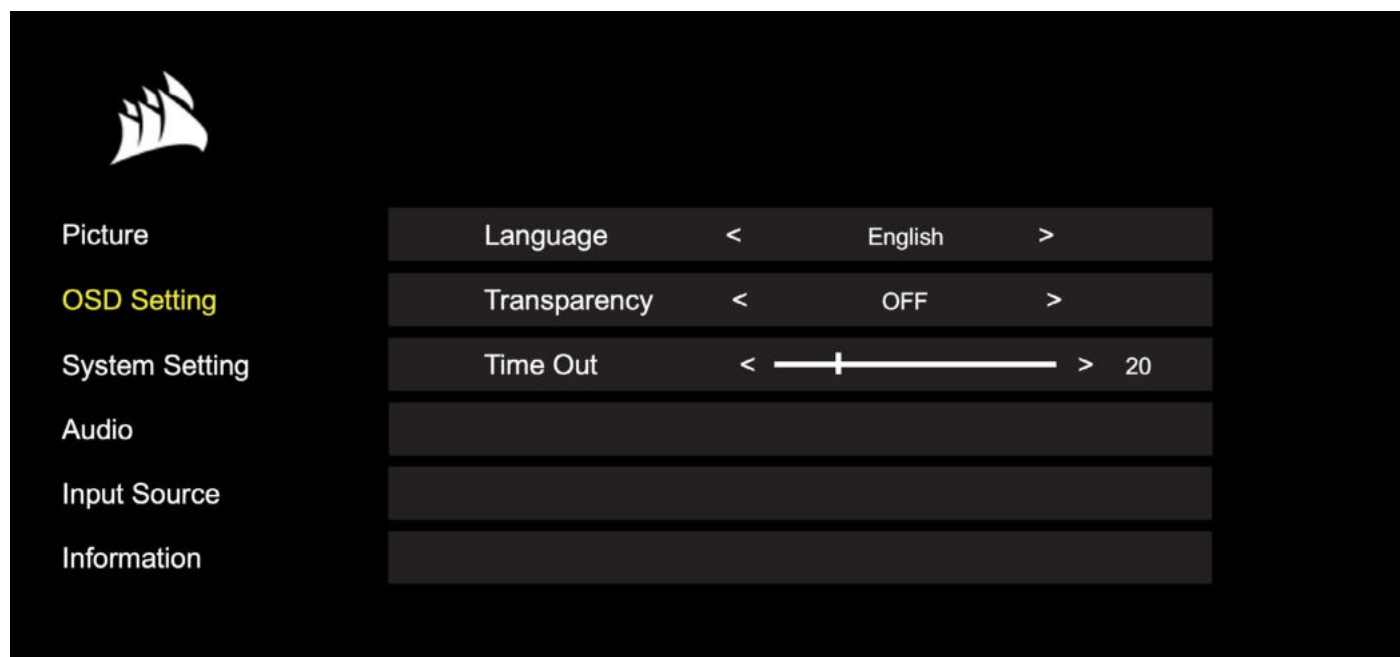 Picture
Language < English >
OSD Setting
Transparency < OFF >
System Setting
Time Out < > 20
Audio
Input Source
Information